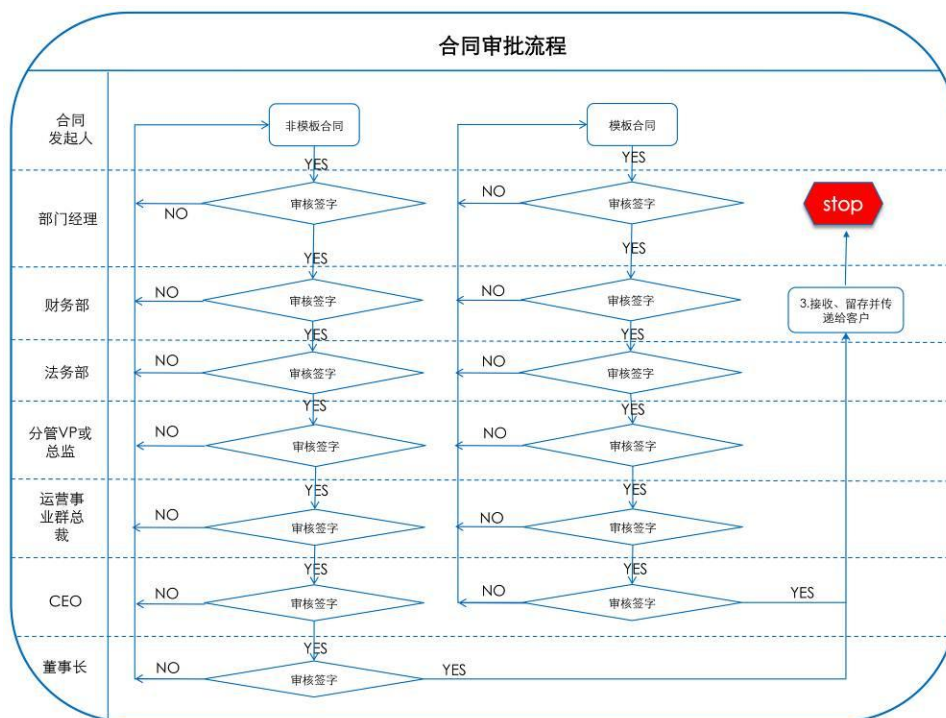 合同审批流程
合同
发起人
非模板合同
模板合同
YES
YES
部门经理
NO
审核签字
NO
审核签字
stop
YES
YES
财务部
NO
审核签字
NO
审核签字
3.接收、留存并传
递给客户
YES
YES
法务部
NO
审核签字
NO
审核签字
YES
YES
分管VP或
总监
NO
审核签字
NO
审核签字
YES
YES
运营事
业群总
裁
NO
审核签字
NO
审核签字
YES
YES
CEO
NO
审核签字
NO
审核签字
YES
YES
董事长
NO
审核签字
YES